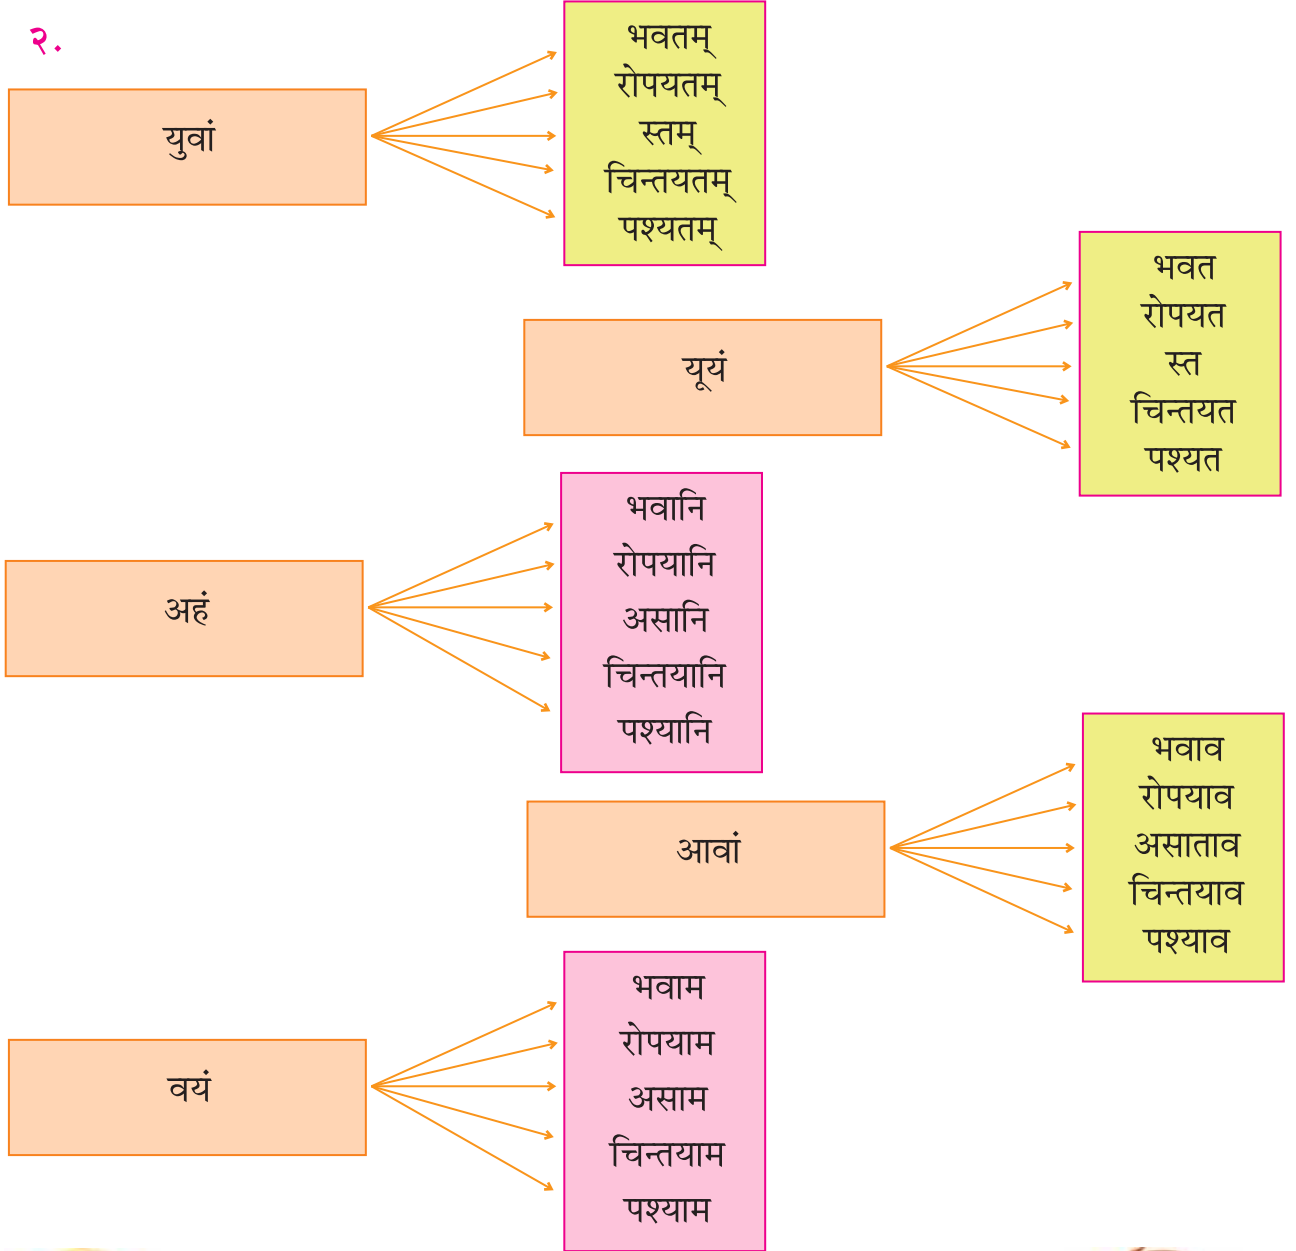 २.
युवां
भवतम्
रोपयतम्
स्तम्
चिन्तयतम्
पश्यतम्
यूयं
भवत
रोपयत
स्त
चिन्तयत
पश्यत
अहं
भवानि
रोपयानि
असानि
चिन्तयानि
पश्यानि
आवां
भवाव
रोपयाव
असाताव
चिन्तयाव
पश्याव
वयं
भवाम
रोपयाम
असाम
चिन्तयाम
पश्याम